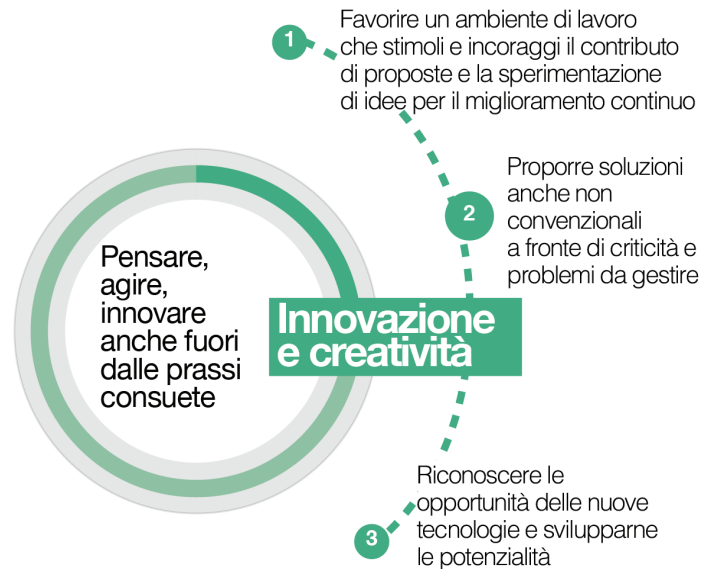 1
Favorire un ambiente di lavoro
che stimoli e incoraggi il contributo
di proposte e la sperimentazione
di idee per il miglioramento continuo
2
Proporre soluzioni
anche non
convenzionali
a fronte di criticità e
problemi da gestire
Pensare,
agire,
innovare
anche fuori
dalle prassi
consuete
Innovazione
e creatività
3
Riconoscere le
opportunità delle nuove
tecnologie e svilupparne
le potenzialità